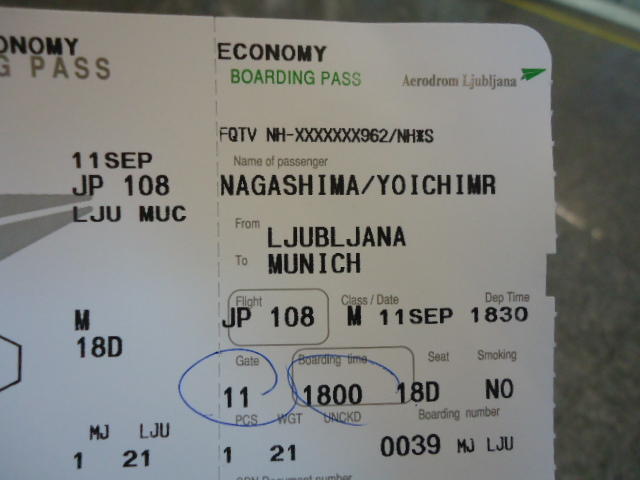 ONOMY
G PASS
11SEP
JP 108
LJU MUC
M
18D
MJ LJU
1 21
ECONOMY
BOARDING PASS Aerodrom Ljubljana
FQTV NH-XXXXXXX962/NH*S
Name of passenger
NAGASHIMA/YOICHIMR
From
LJUBLJANA
To
MUNICH
Flight Class / Date Dep Time
JP 108 M 11SEP 1830
Gate Boarding time Seat Smoking
11 1800 18D NO
PCS WGT UNCKD Boarding number
1 21 0039 MJ LJU